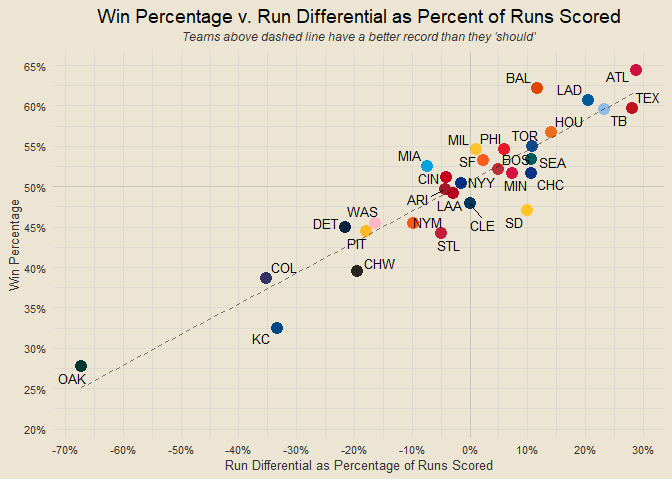 Win Percentage v. Run Differential as Percent of Runs Scored
Teams above dashed line have a better record than they 'should'
65%
60%
55%
50%
45%
40%
35%
30%
25%
20%
Win Percentage
BAL
ATL
LAD
TEX
HOU
TB
MIL
PHI
TOR
MIA
SF
BOS
SEA
CIN
NYY
MIN
CHC
ARI
LAA
WAS
DET
NYM
CLE
SD
PIT
STL
COL
CHW
KC
OAK
-70%
-60%
-50%
-40%
-30%
-20%
-10%
0%
10%
20%
30%
Run Differential as Percentage of Runs Scored